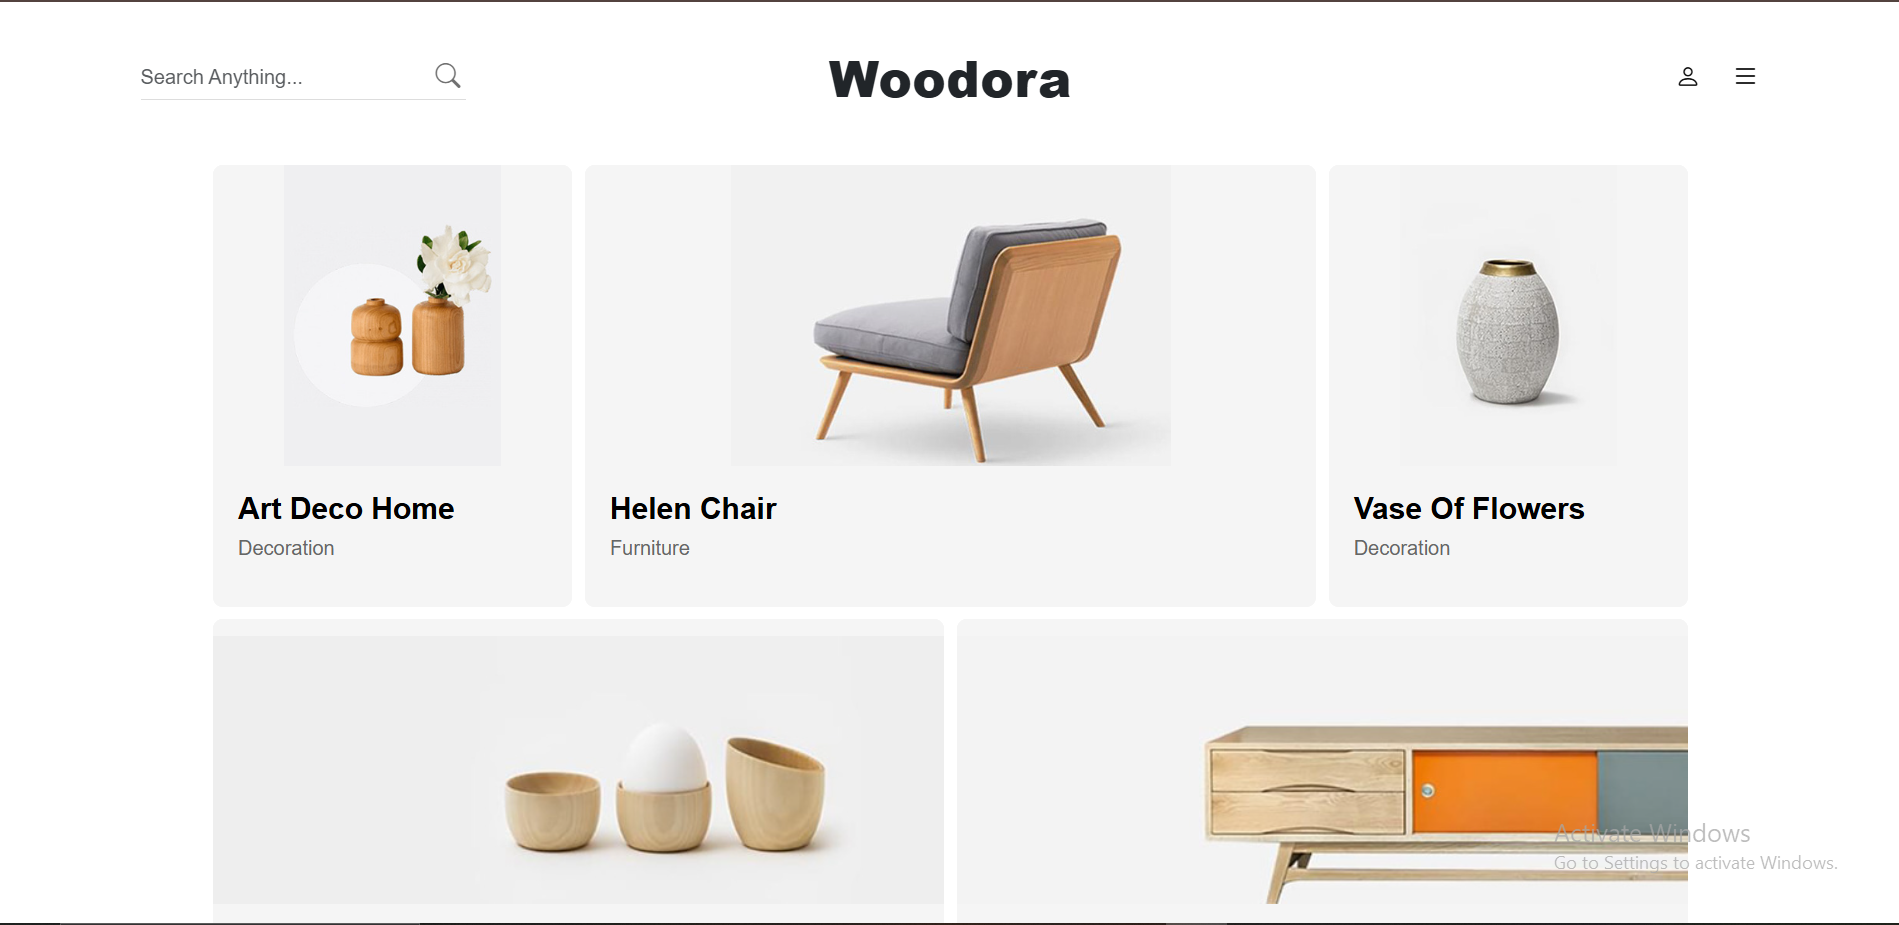 Search Anything...
Woodora
Art Deco Home
Decoration
Helen Chair
Furniture
Vase Of Flowers
Decoration
Activate Windows
Go to Settings to activate Windows.